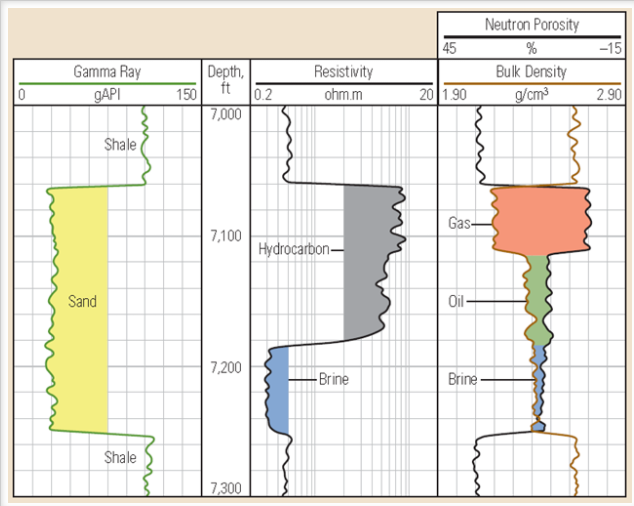 Neutron Porosity
45 % –15
Gamma Ray Depth, ft Resistivity Bulk Density
0 gAPI 150 0.2 ohm.m 20 1.90 g/cm³ 2.90
7,000
Shale
Gas
7,100
Hydrocarbon
Sand
Oil
7,200
Brine
Brine
Shale
7,300